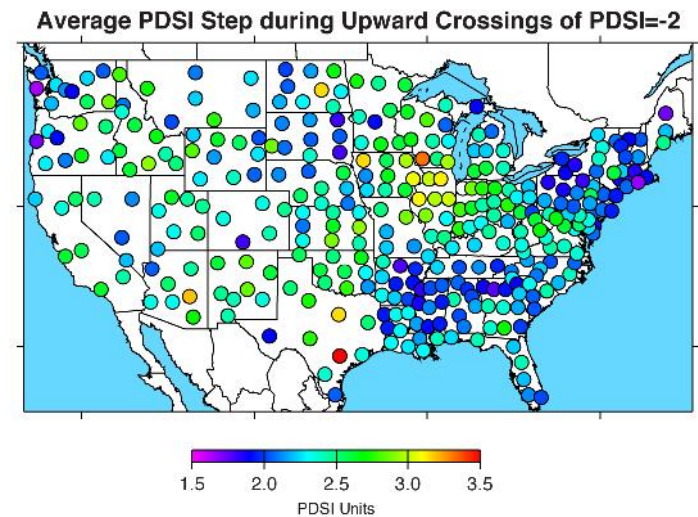 Average PDSI Step during Upward Crossings of PDSI=-2
1.5 2.0 2.5 3.0 3.5
PDSI Units